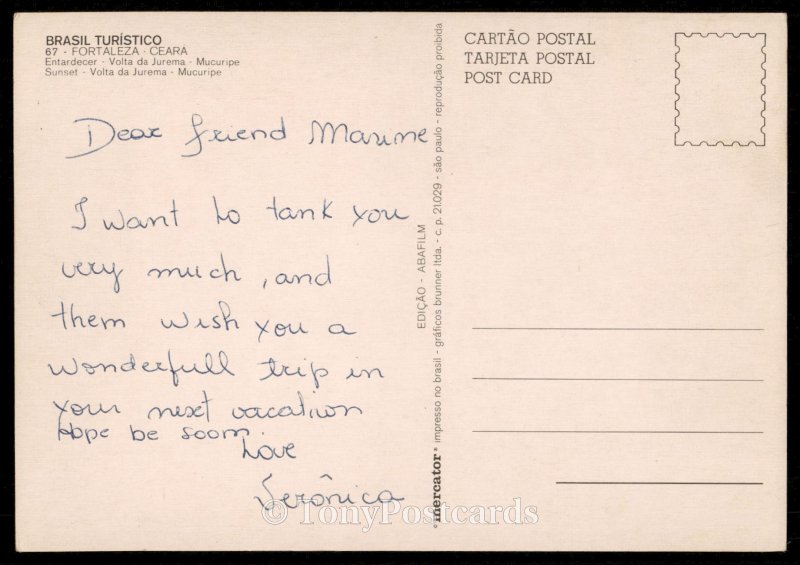 BRASIL TURÍSTICO
67 - FORTALEZA - CEARA
Entardecer - Volta da Jurema - Mucuripe
Sunset - Volta da Jurema - Mucuripe
Dear friend Marine
I want to tank you
very much, and
them wish you a
wonderfull trip in
your next vacation
Hope be soom.
Love
Verônica
EDIÇÃO - ABAFILM
*mercator* impresso no brasil - gráficos brunner ltda. - c. p. 21.029 - são paulo - reprodução proibida
CARTÃO POSTAL
TARJETA POSTAL
POST CARD
© TonyPostcards